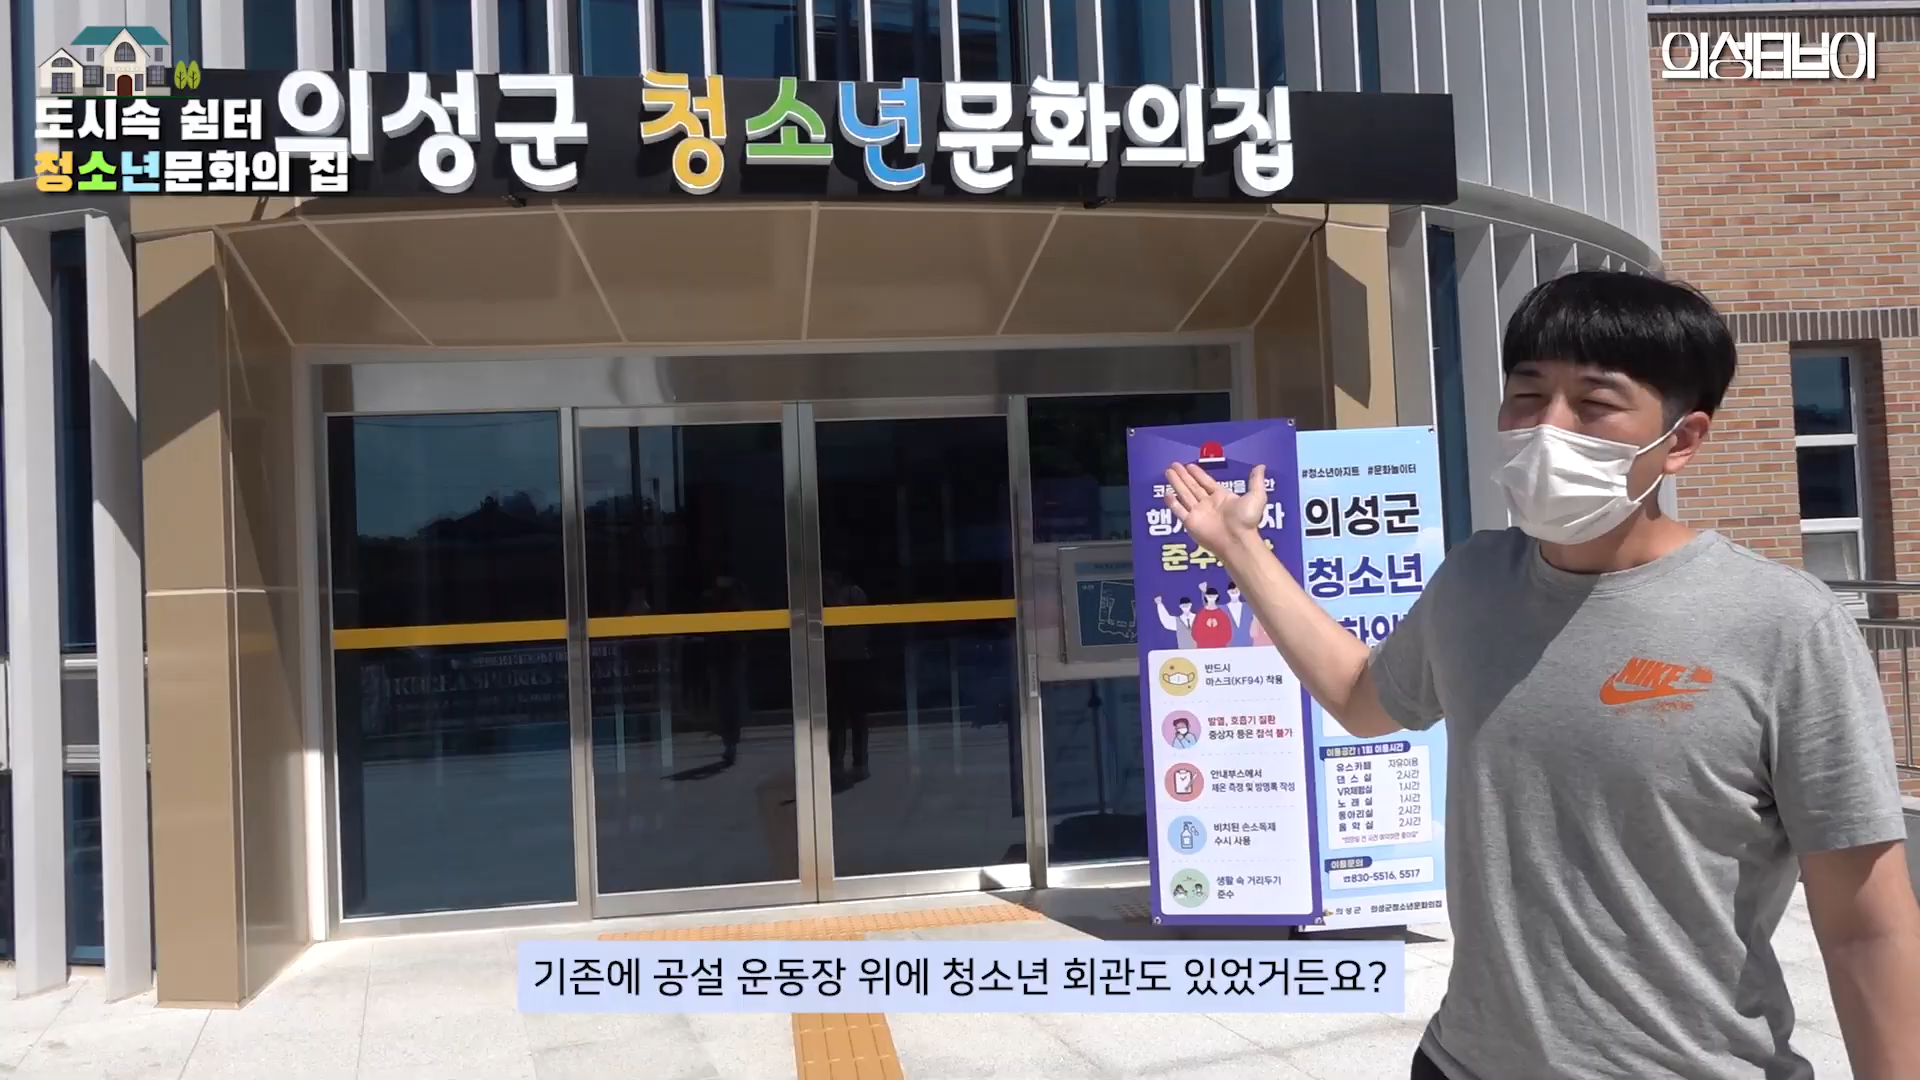 의성티브이
도시속 쉼터
청소년문화의 집
의성군 청소년문화의집
#청소년아지트 #문화놀이터
의성군
청소년
반드시
마스크(KF94) 착용
발열, 호흡기 질환
증상자 등은 참석 불가
안내부스에서
체온 측정 및 방명록 작성
비치된 손소독제
수시 사용
생활 속 거리두기
준수
이용공간 1회 이용시간
유스카페 자유이용
댄스실 2시간
VR체험실 1시간
노래실 1시간
동아리실 2시간
음악실 2시간
이용문의
☎830-5516, 5517
의성군 의성군청소년문화의집
NIKE
기존에 공설 운동장 위에 청소년 회관도 있었거든요?